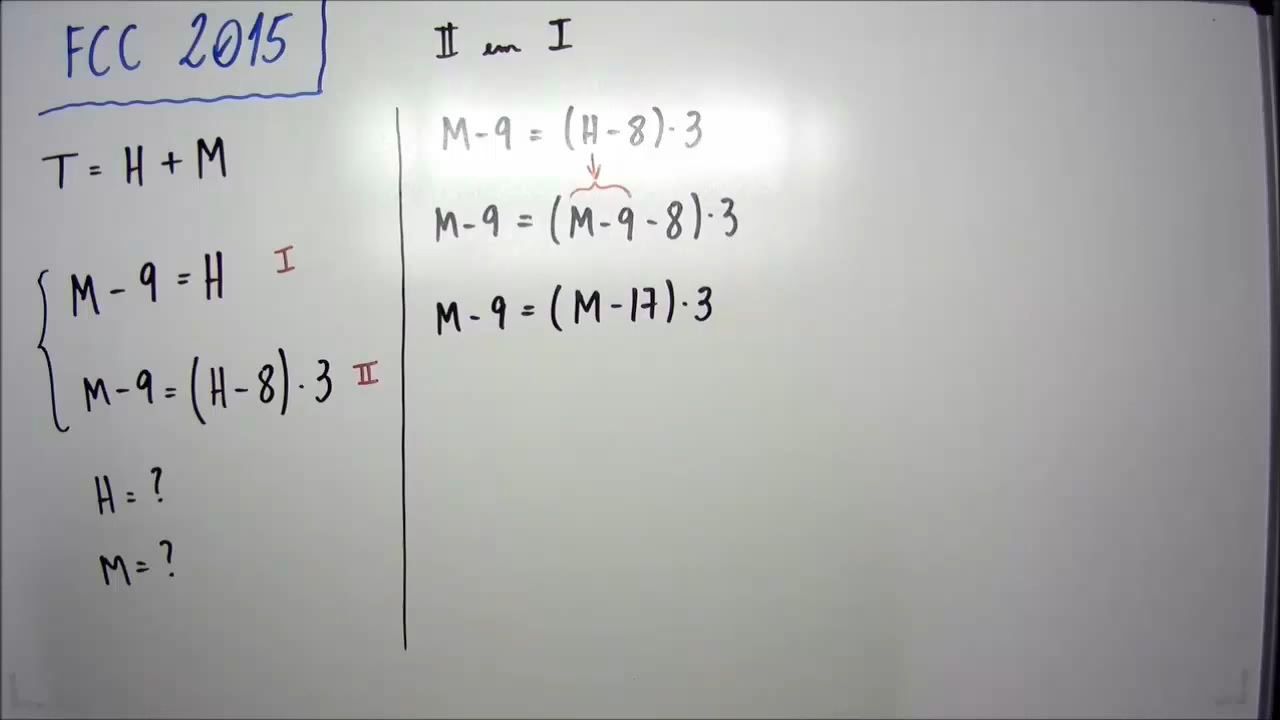 FCC 2015
T = H + M
M - 9 = H I
M - 9 = (H - 8) · 3 II
H = ?
M = ?
II em I
M - 9 = (H - 8) · 3
M - 9 = (M - 9 - 8) · 3
M - 9 = (M - 17) · 3